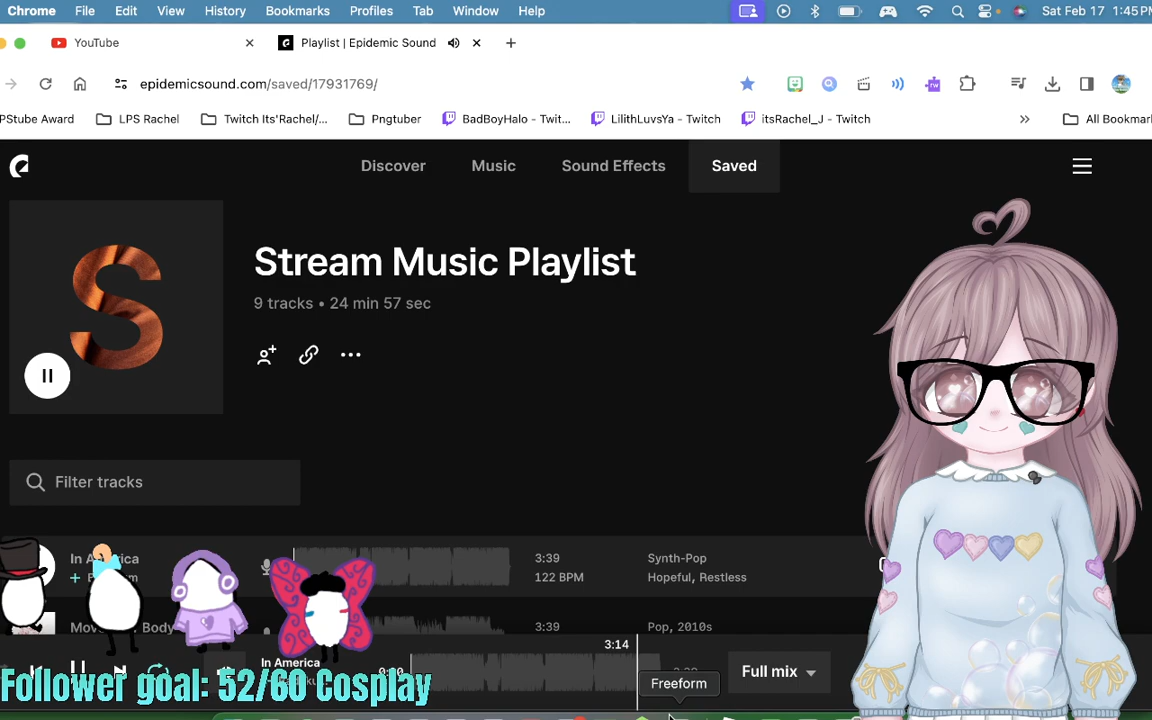 Chrome File Edit View History Bookmarks Profiles Tab Window Help Sat Feb 17 1:45P
YouTube Playlist | Epidemic Sound
epidemicsound.com/saved/17931769/
PStube Award LPS Rachel Twitch Its'Rachel/... Pngtuber BadBoyHalo - Twit... LilithLuvsYa - Twitch itsRachel_J - Twitch » All Bookmar
Discover Music Sound Effects Saved
S
Stream Music Playlist
9 tracks • 24 min 57 sec
Filter tracks
In America 3:39 Synth-Pop
122 BPM Hopeful, Restless
Body 3:39 Pop, 2010s
3:14
In America
Full mix
Freeform
Follower goal: 52/60 Cosplay